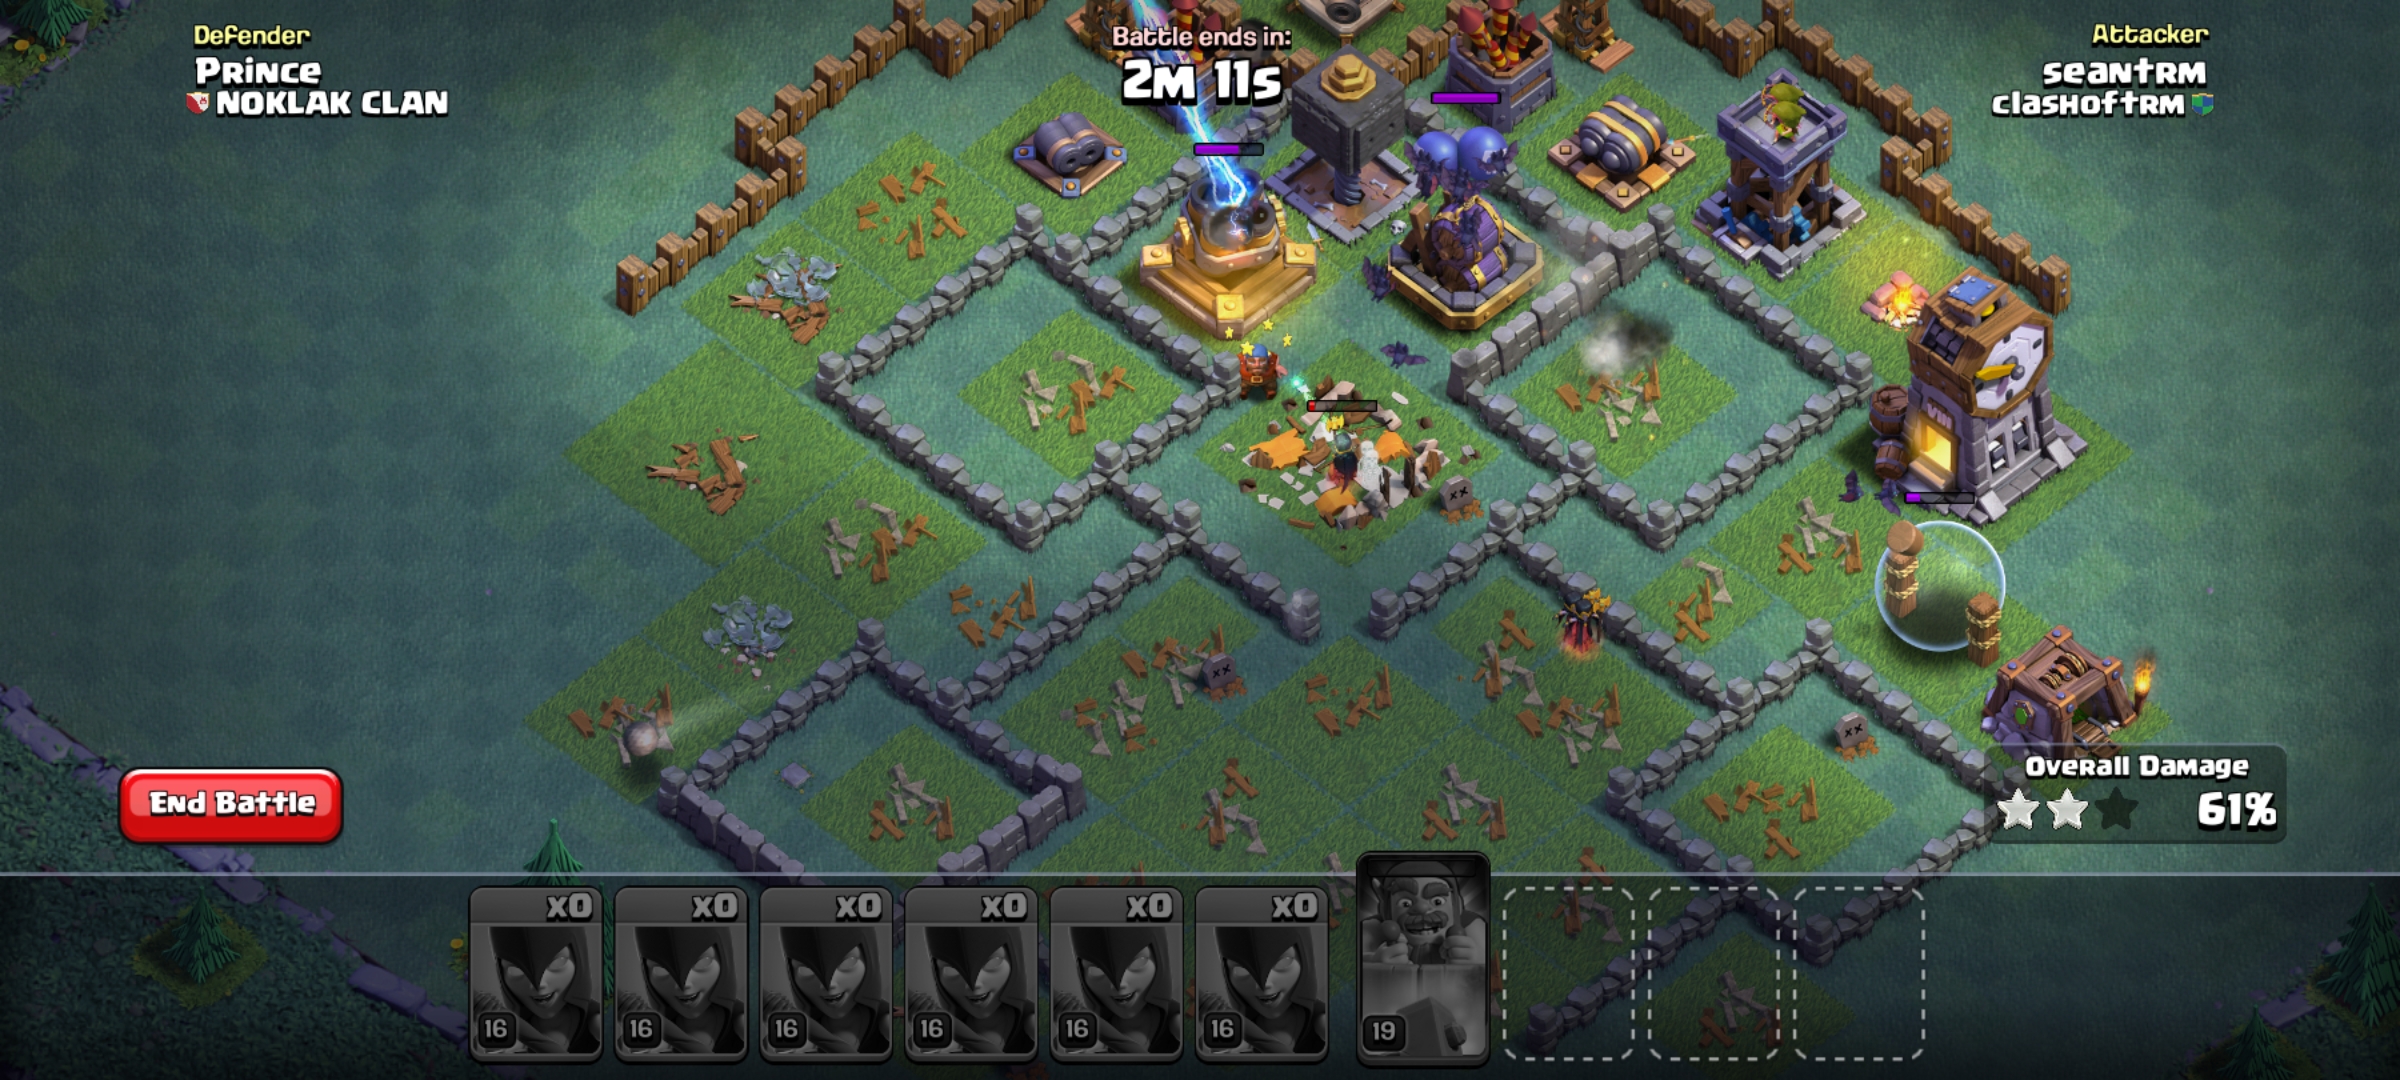 Defender
Prince
NOKLAK CLAN
Battle ends in:
2M 11s
Attacker
seantRM
clashoftRM
End Battle
Overall Damage
61%
x0
x0
x0
x0
x0
x0
16
16
16
16
16
16
19